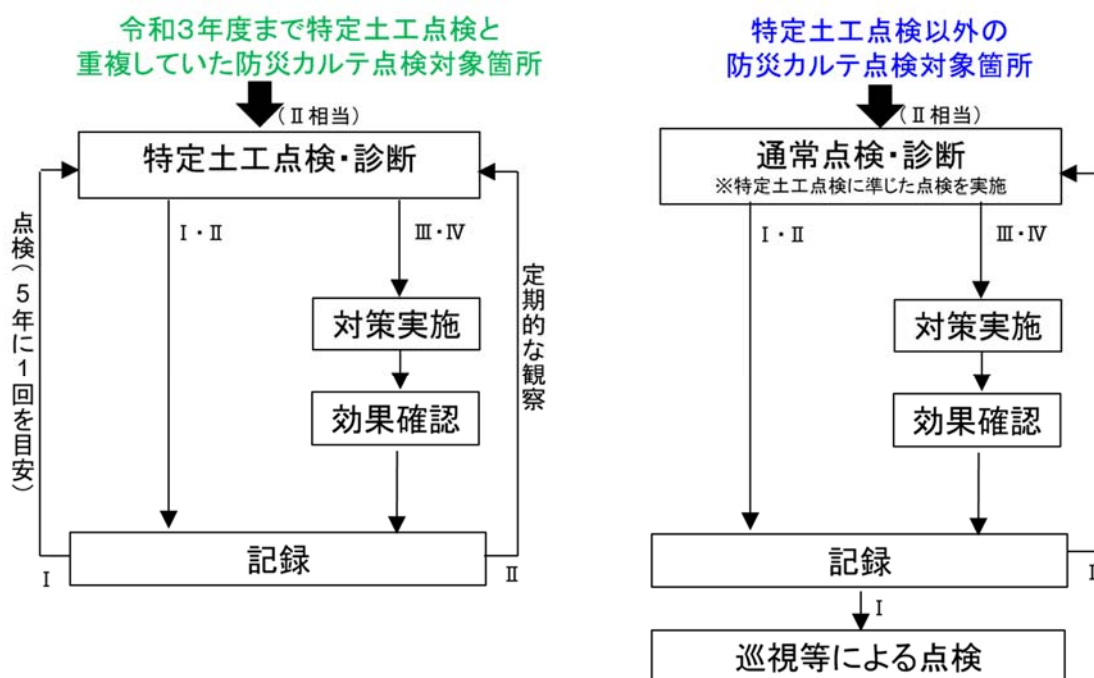 令和3年度まで特定土工点検と
重複していた防災カルテ点検対象箇所
(Ⅱ相当)
特定土工点検・診断
Ⅰ・Ⅱ
Ⅲ・Ⅳ
点検(5年に1回を目安)
定期的な観察
対策実施
効果確認
記録
Ⅰ
Ⅱ
特定土工点検以外の
防災カルテ点検対象箇所
(Ⅱ相当)
通常点検・診断
※特定土工点検に準じた点検を実施
Ⅰ・Ⅱ
Ⅲ・Ⅳ
対策実施
効果確認
記録
Ⅰ
巡視等による点検